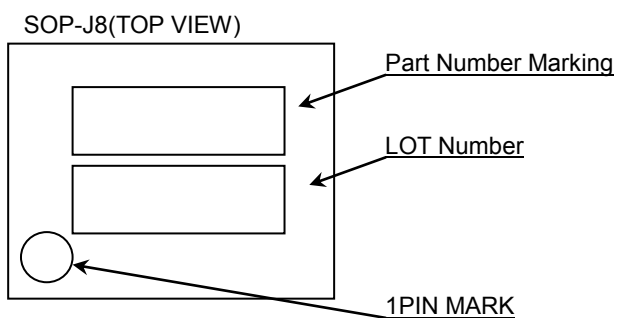 SOP-J8(TOP VIEW)
Part Number Marking
LOT Number
1PIN MARK